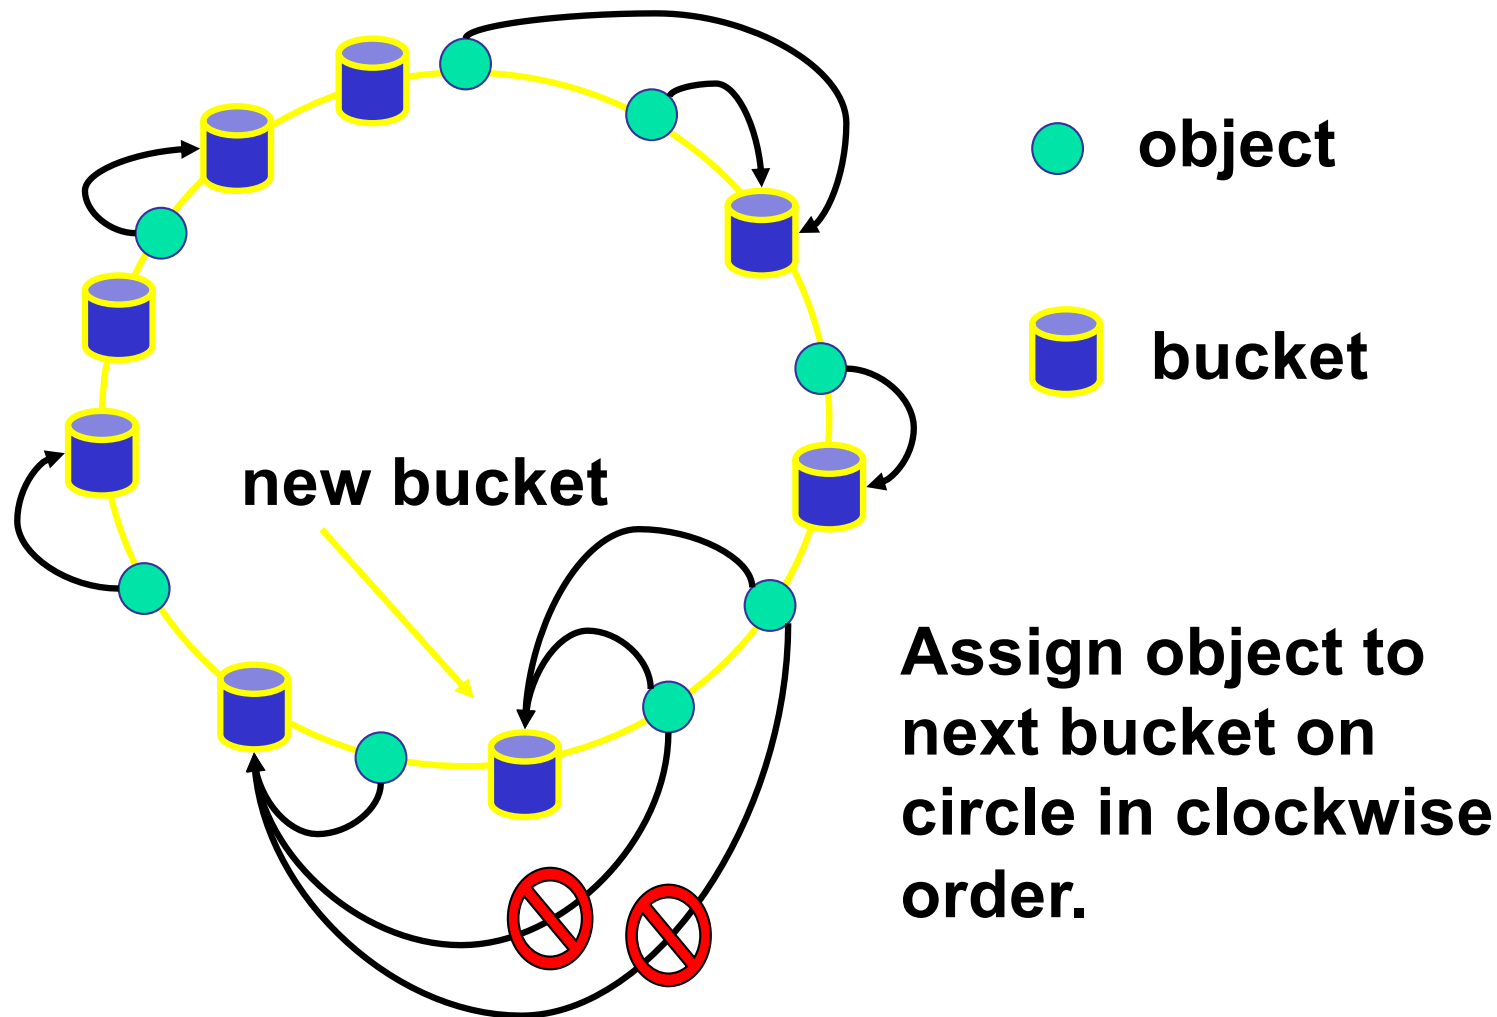 object
bucket
new bucket
Assign object to
next bucket on
circle in clockwise
order.